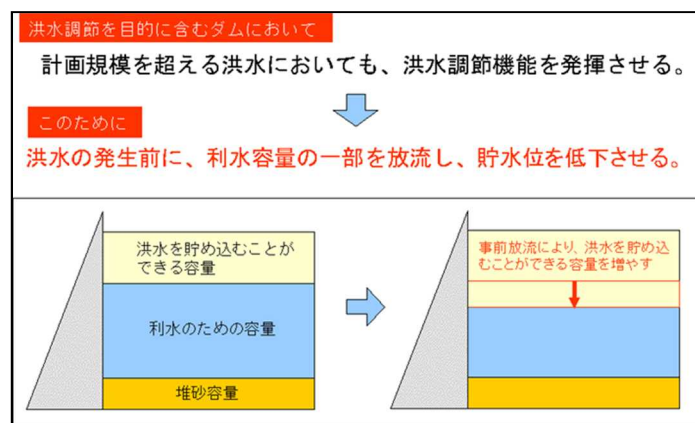 洪水調節を目的に含むダムにおいて
計画規模を超える洪水においても、洪水調節機能を発揮させる。
このために
洪水の発生前に、利水容量の一部を放流し、貯水位を低下させる。
洪水を貯め込むことが
できる容量
利水のための容量
堆砂容量
事前放流により、洪水を貯め込
むことができる容量を増やす